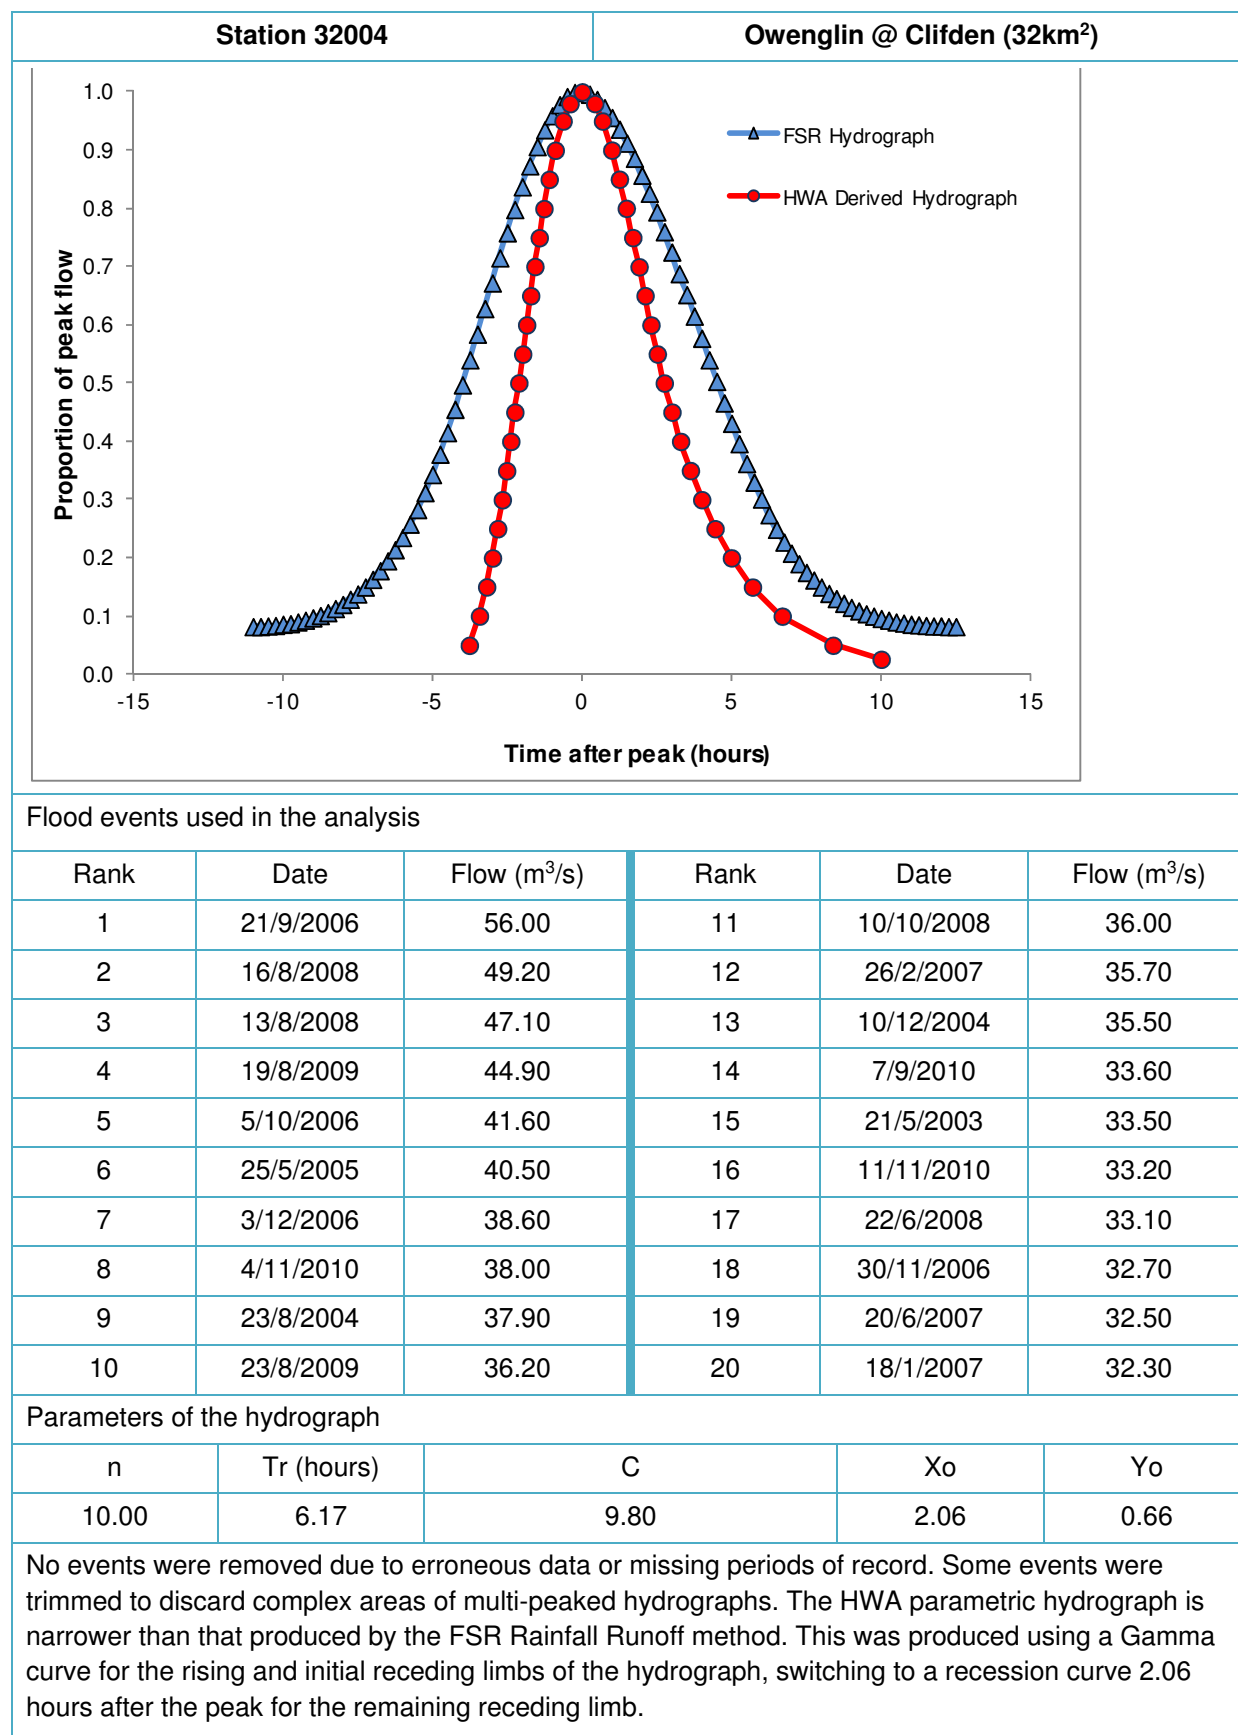 Station 32004
Owenglin @ Clifden (32km²)
1.0
0.9
0.8
0.7
0.6
0.5
0.4
0.3
0.2
0.1
0.0
-15
-10
-5
0
5
10
15
Proportion of peak flow
Time after peak (hours)
FSR Hydrograph
HWA Derived Hydrograph
Flood events used in the analysis
Rank Date Flow (m³/s) Rank Date Flow (m³/s)
1 21/9/2006 56.00 11 10/10/2008 36.00
2 16/8/2008 49.20 12 26/2/2007 35.70
3 13/8/2008 47.10 13 10/12/2004 35.50
4 19/8/2009 44.90 14 7/9/2010 33.60
5 5/10/2006 41.60 15 21/5/2003 33.50
6 25/5/2005 40.50 16 11/11/2010 33.20
7 3/12/2006 38.60 17 22/6/2008 33.10
8 4/11/2010 38.00 18 30/11/2006 32.70
9 23/8/2004 37.90 19 20/6/2007 32.50
10 23/8/2009 36.20 20 18/1/2007 32.30
Parameters of the hydrograph
n Tr (hours) C Xo Yo
10.00 6.17 9.80 2.06 0.66
No events were removed due to erroneous data or missing periods of record. Some events were
trimmed to discard complex areas of multi-peaked hydrographs. The HWA parametric hydrograph is
narrower than that produced by the FSR Rainfall Runoff method. This was produced using a Gamma
curve for the rising and initial receding limbs of the hydrograph, switching to a recession curve 2.06
hours after the peak for the remaining receding limb.